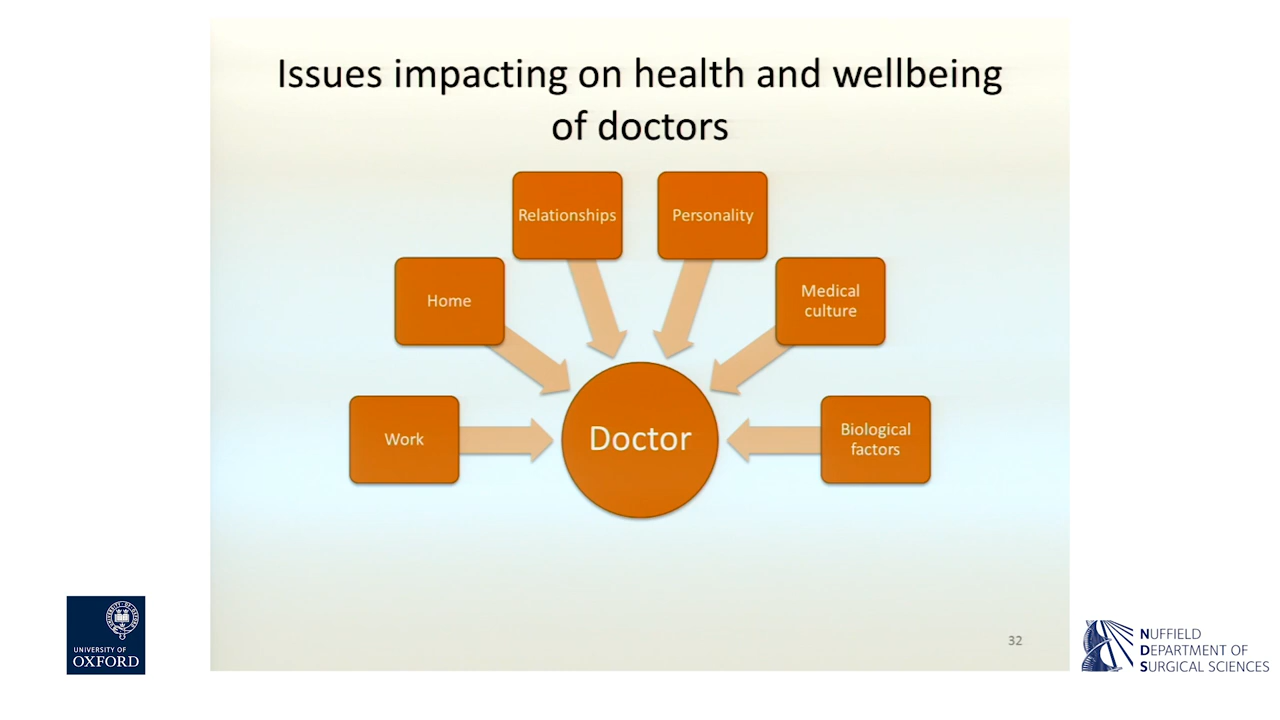 Issues impacting on health and wellbeing
of doctors
Relationships
Personality
Home
Medical
culture
Work
Doctor
Biological
factors
32
UNIVERSITY OF
OXFORD
NUFFIELD
DEPARTMENT OF
SURGICAL SCIENCES